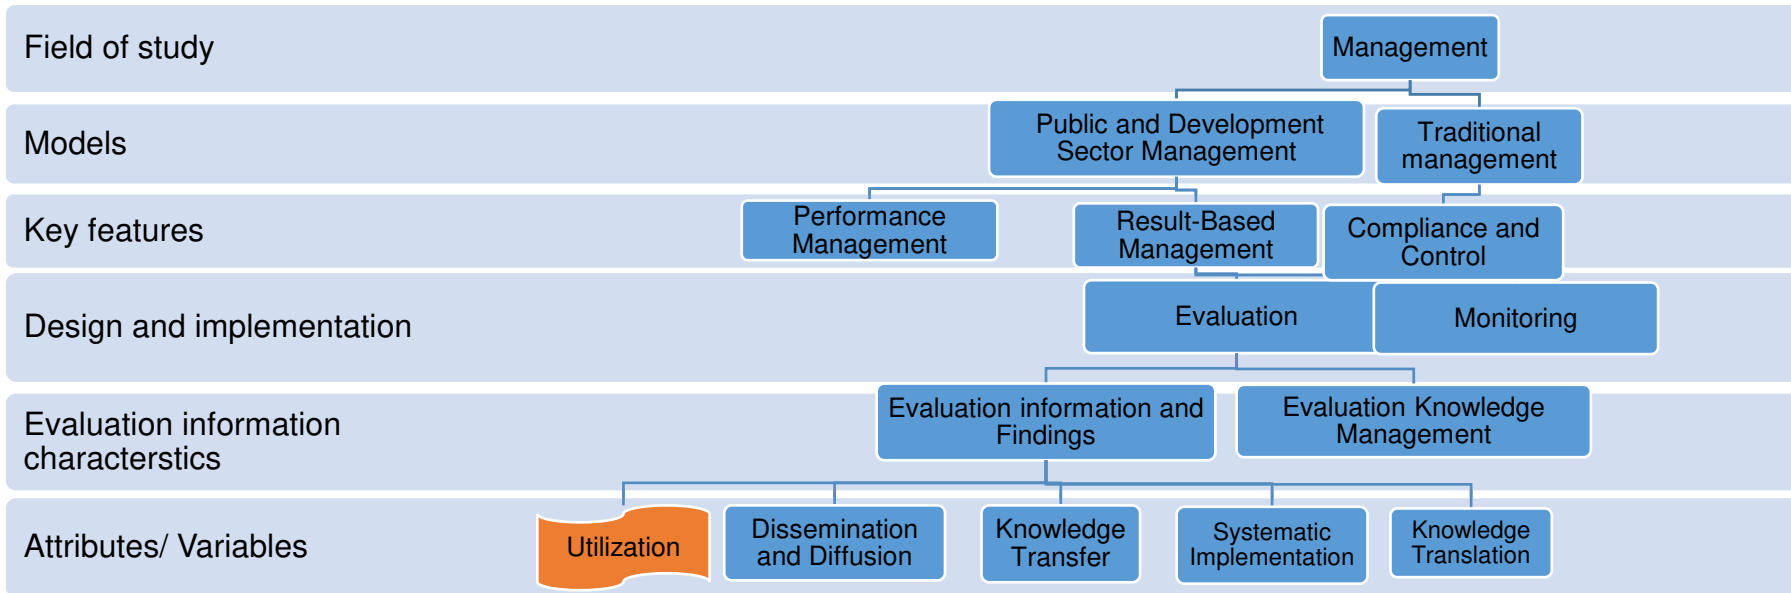 Field of study
Management
Models
Public and Development
Sector Management
Traditional
management
Key features
Performance
Management
Result-Based
Management
Compliance and
Control
Design and implementation
Evaluation
Monitoring
Evaluation information
characterstics
Evaluation information and
Findings
Evaluation Knowledge
Management
Attributes/ Variables
Utilization
Dissemination
and Diffusion
Knowledge
Transfer
Systematic
Implementation
Knowledge
Translation